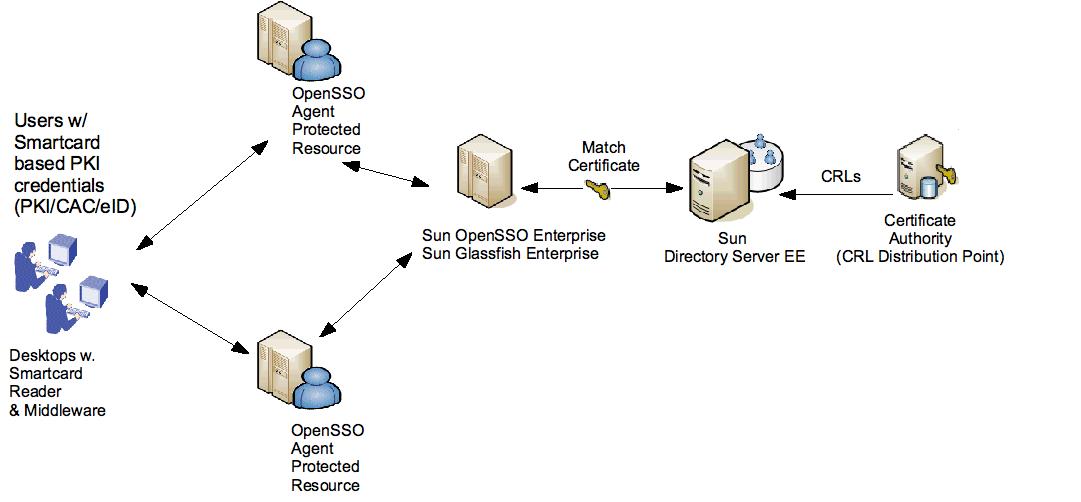 OpenSSO
Agent
Protected
Resource
Users w/
Smartcard
based PKI
credentials
(PKI/CAC/eID)
Desktops w.
Smartcard
Reader
& Middleware
OpenSSO
Agent
Protected
Resource
Sun OpenSSO Enterprise
Sun Glassfish Enterprise
Match
Certificate
Sun
Directory Server EE
CRLs
Certificate
Authority
(CRL Distribution Point)